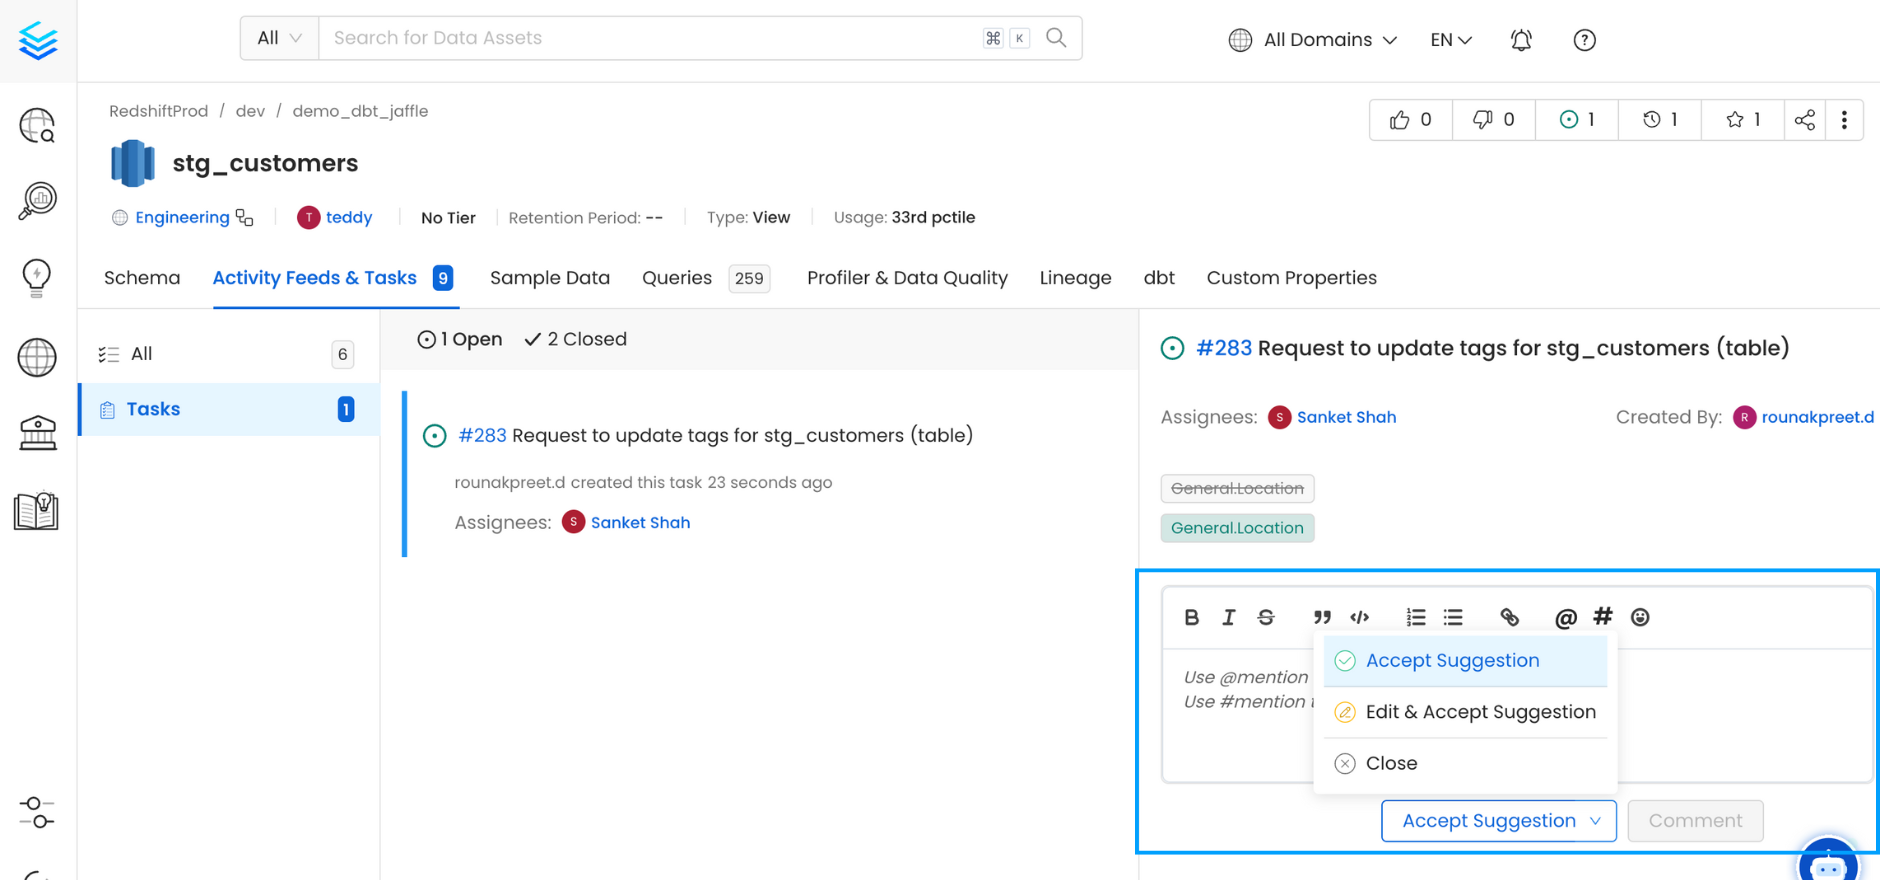 All
Search for Data Assets
⌘ K
All Domains
EN
RedshiftProd / dev / demo_dbt_jaffle
0
0
1
1
1
stg_customers
Engineering
T teddy
No Tier
Retention Period: --
Type: View
Usage: 33rd pctile
Schema
Activity Feeds & Tasks 9
Sample Data
Queries 259
Profiler & Data Quality
Lineage
dbt
Custom Properties
All 6
Tasks 1
1 Open
2 Closed
#283 Request to update tags for stg_customers (table)
rounakpreet.d created this task 23 seconds ago
Assignees: S Sanket Shah
#283 Request to update tags for stg_customers (table)
Assignees: S Sanket Shah
Created By: R rounakpreet.d
General.Location
General.Location
B I S @ #
Use @mention
Use #mention t
Accept Suggestion
Edit & Accept Suggestion
Close
Accept Suggestion
Comment